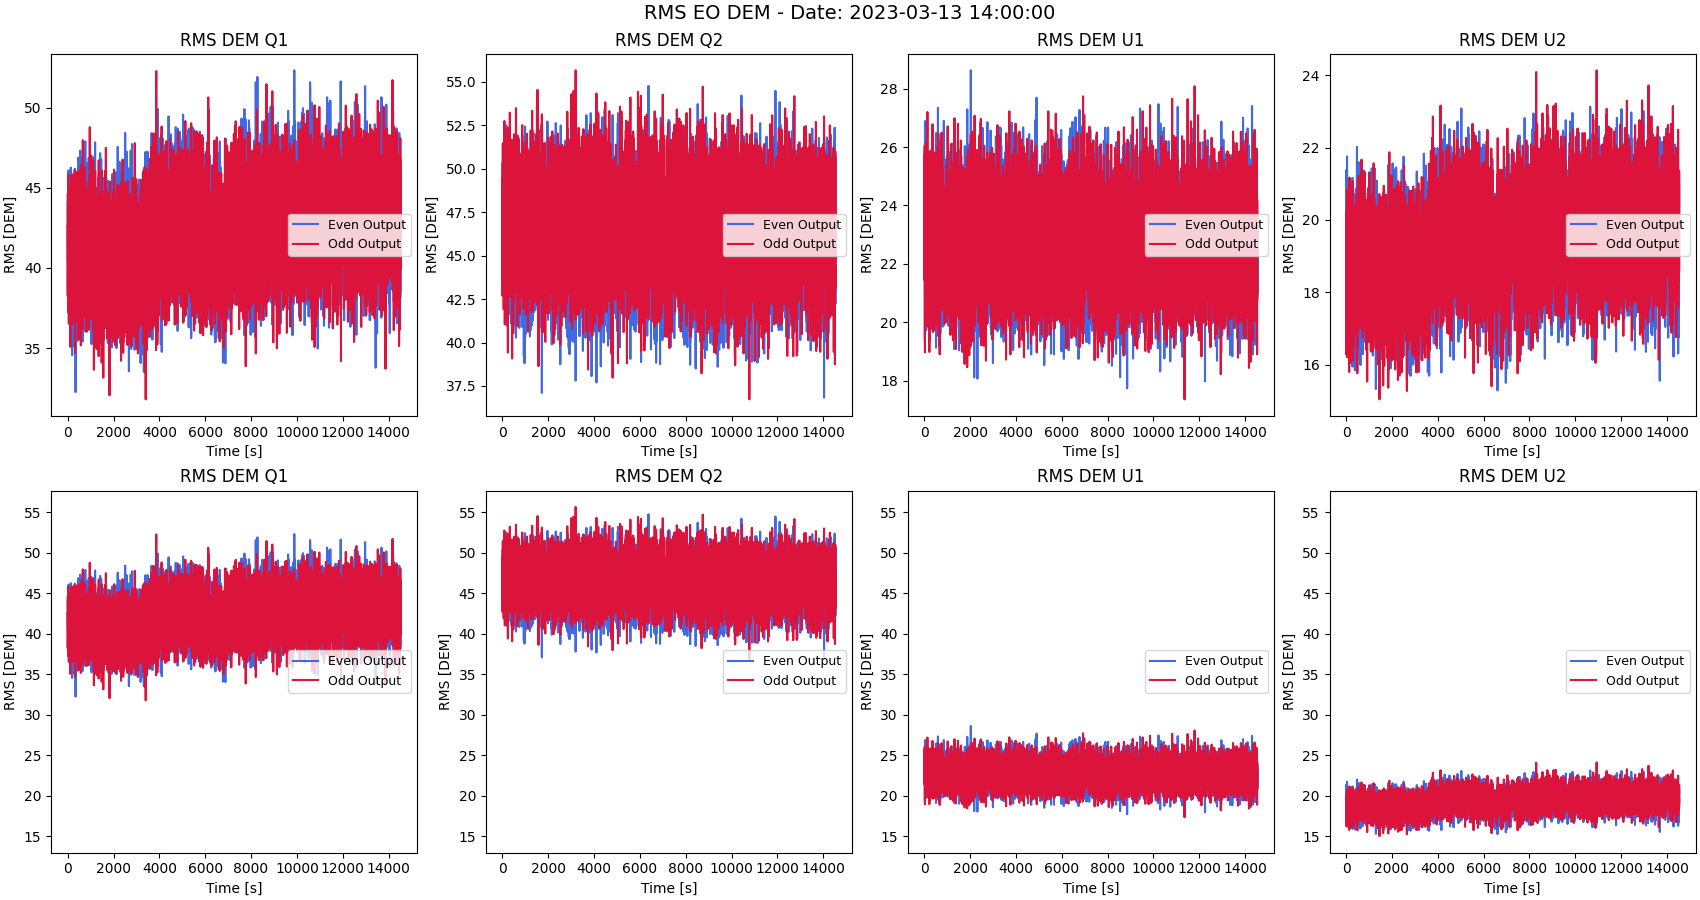 RMS EO DEM - Date: 2023-03-13 14:00:00
RMS DEM Q1
RMS [DEM]
50
45
40
35
0 2000 4000 6000 8000 10000 12000 14000
Time [s]
Even Output
Odd Output
RMS DEM Q2
RMS [DEM]
55.0
52.5
50.0
47.5
45.0
42.5
40.0
37.5
0 2000 4000 6000 8000 10000 12000 14000
Time [s]
Even Output
Odd Output
RMS DEM U1
RMS [DEM]
28
26
24
22
20
18
0 2000 4000 6000 8000 10000 12000 14000
Time [s]
Even Output
Odd Output
RMS DEM U2
RMS [DEM]
24
22
20
18
16
0 2000 4000 6000 8000 10000 12000 14000
Time [s]
Even Output
Odd Output
RMS DEM Q1
RMS [DEM]
55
50
45
40
35
30
25
20
15
0 2000 4000 6000 8000 10000 12000 14000
Time [s]
Even Output
Odd Output
RMS DEM Q2
RMS [DEM]
55
50
45
40
35
30
25
20
15
0 2000 4000 6000 8000 10000 12000 14000
Time [s]
Even Output
Odd Output
RMS DEM U1
RMS [DEM]
55
50
45
40
35
30
25
20
15
0 2000 4000 6000 8000 10000 12000 14000
Time [s]
Even Output
Odd Output
RMS DEM U2
RMS [DEM]
55
50
45
40
35
30
25
20
15
0 2000 4000 6000 8000 10000 12000 14000
Time [s]
Even Output
Odd Output